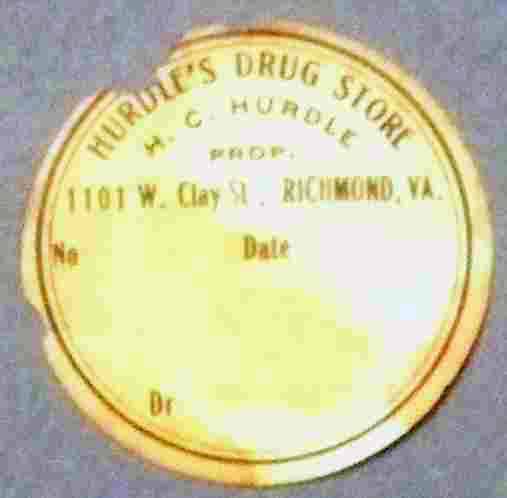 HURDLE'S DRUG STORE
H. C. HURDLE
PROP.
1101 W. Clay St., RICHMOND, VA.
No Date
Dr